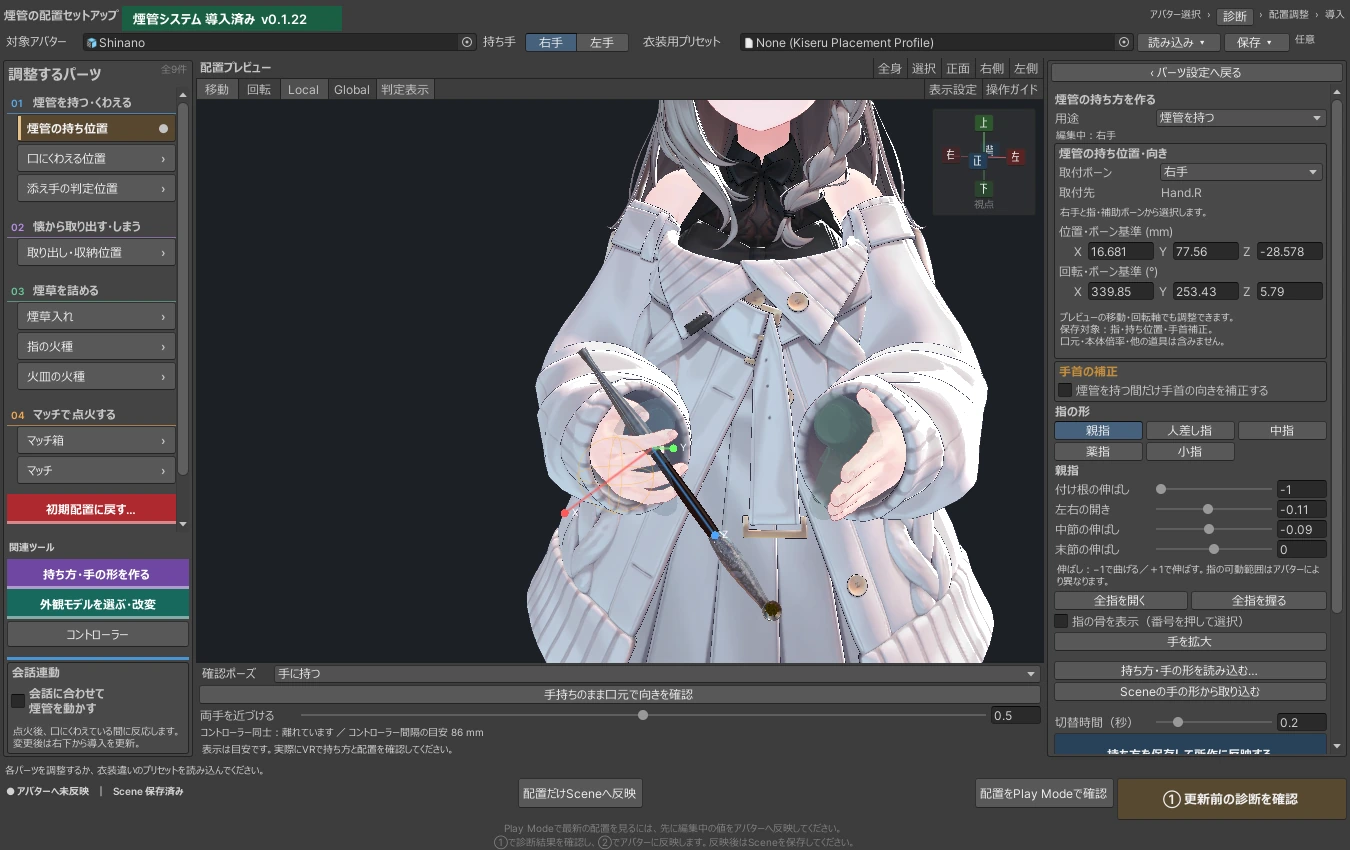 煙管の配置セットアップ
煙管システム 導入済み v0.1.22
アバター選択 › 診断 › 配置調整 › 導入
対象アバター Shinano 持ち手 右手 左手 衣装用プリセット None (Kiseru Placement Profile) 読み込み 保存 任意
調整するパーツ 全9件
01 煙管を持つ・くわえる
煙管の持ち位置
口にくわえる位置 ›
添え手の判定位置 ›
02 懐から取り出す・しまう
取り出し・収納位置 ›
03 煙草を詰める
煙草入れ ›
指の火種 ›
火皿の火種 ›
04 マッチで点火する
マッチ箱 ›
マッチ ›
初期配置に戻す...
関連ツール
持ち方・手の形を作る
外観モデルを選ぶ・改変
コントローラー
会話連動
会話に合わせて
煙管を動かす
点火後、口にくわえている間に反応します。
変更後は右下から導入を更新。
配置プレビュー 全身 選択 正面 右側 左側
移動 回転 Local Global 判定表示 表示設定 操作ガイド
上
右 正 背 左
下
視点
確認ポーズ 手に持つ
手持ちのまま口元で向きを確認
両手を近づける 0.5
コントローラー同士：離れています ／ コントローラー間隔の目安 86 mm
表示は目安です。実際にVRで持ち方と配置を確認してください。
‹ パーツ設定へ戻る
煙管の持ち方を作る
用途 煙管を持つ
編集中：右手
煙管の持ち位置・向き
取付ボーン 右手
取付先 Hand.R
右手と指・補助ボーンから選択します。
位置・ボーン基準 (mm)
X 16.681 Y 77.56 Z -28.578
回転・ボーン基準 (°)
X 339.85 Y 253.43 Z 5.79
プレビューの移動・回転軸でも調整できます。
保存対象：指・持ち位置・手首補正。
口元・本体倍率・他の道具は含みません。
手首の補正
煙管を持つ間だけ手首の向きを補正する
指の形
親指 人差し指 中指
薬指 小指
親指
付け根の伸ばし -1
左右の開き -0.11
中節の伸ばし -0.09
末節の伸ばし 0
伸ばし：−1で曲げる／＋1で伸ばす。指の可動範囲はアバターにより異なります。
全指を開く 全指を握る
指の骨を表示（番号を押して選択）
手を拡大
持ち方・手の形を読み込む...
Sceneの手の形から取り込む
切替時間（秒） 0.2
持ち方を保存して所作に反映する
各パーツを調整するか、衣装違いのプリセットを読み込んでください。
● アバターへ未反映 | Scene 保存済み
配置だけSceneへ反映 配置をPlay Modeで確認 ① 更新前の診断を確認
Play Modeで最新の配置を見るには、先に編集中の値をアバターへ反映してください。
①で診断結果を確認し、②でアバターに反映します。反映後はSceneを保存してください。